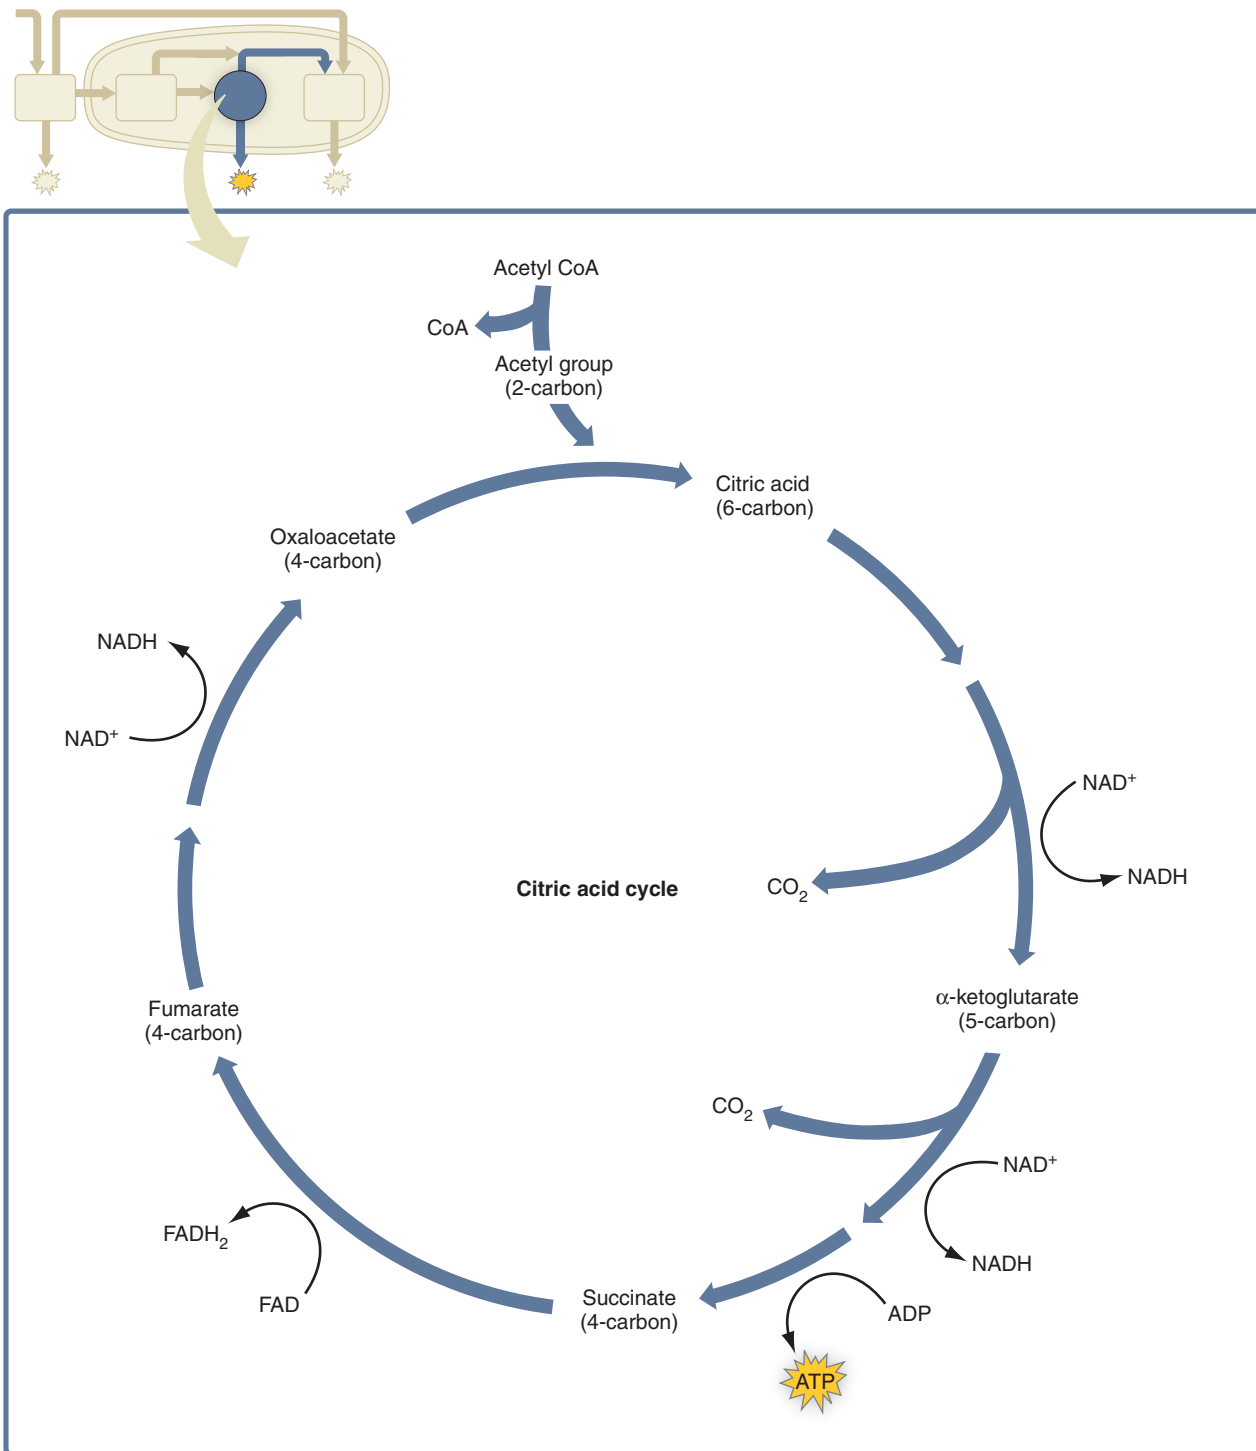 Acetyl CoA
CoA
Acetyl group
(2-carbon)
Citric acid
(6-carbon)
Oxaloacetate
(4-carbon)
NADH
NAD⁺
NAD⁺
NADH
CO₂
Citric acid cycle
α-ketoglutarate
(5-carbon)
Fumarate
(4-carbon)
CO₂
NAD⁺
NADH
FADH₂
FAD
Succinate
(4-carbon)
ADP
ATP